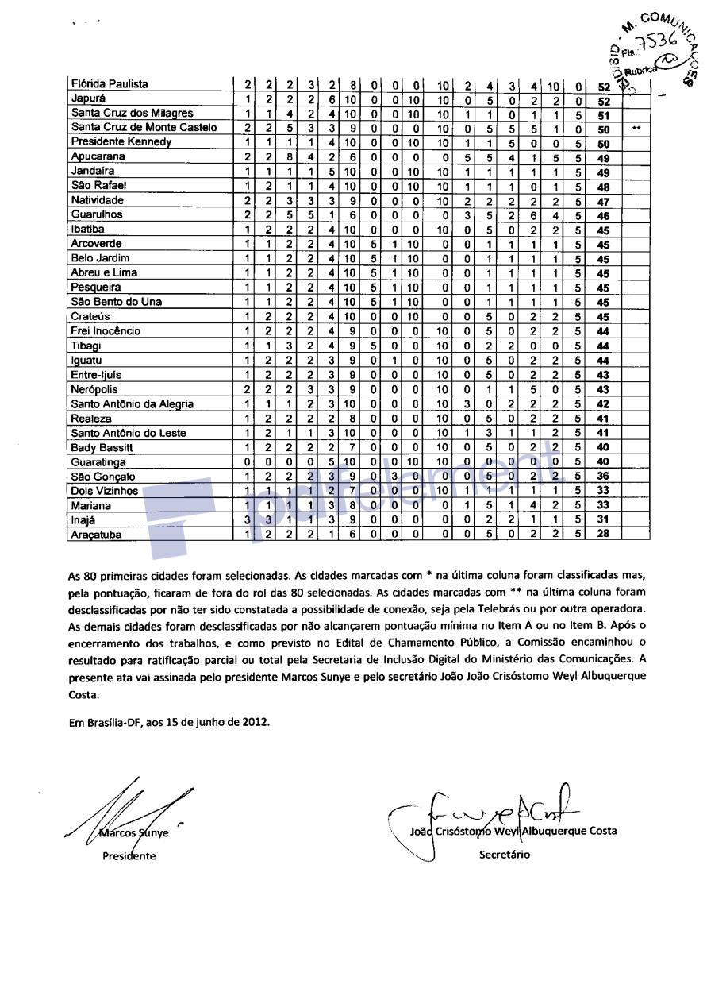 M. COMUNICAÇÕES
Fls.: 7536
Rubrica
Flórida Paulista 2 2 2 3 2 8 0 0 0 10 2 4 3 4 10 0 52
Japurá 1 2 2 2 6 10 0 0 10 10 0 5 0 2 2 0 52
Santa Cruz dos Milagres 1 1 4 2 4 10 0 0 10 10 1 1 0 1 1 5 51
Santa Cruz de Monte Castelo 2 2 5 3 3 9 0 0 0 10 0 5 5 5 1 0 50 **
Presidente Kennedy 1 1 1 1 4 10 0 0 10 10 1 1 5 0 0 5 50
Apucarana 2 2 8 4 2 6 0 0 0 0 5 5 4 1 5 5 49
Jandaíra 1 1 1 1 5 10 0 0 10 10 1 1 1 1 1 5 49
São Rafael 1 2 1 1 4 10 0 0 10 10 1 1 1 0 1 5 48
Natividade 2 2 3 3 3 9 0 0 0 10 2 2 2 2 2 5 47
Guarulhos 2 2 5 5 1 6 0 0 0 0 3 5 2 6 4 5 46
Ibatiba 1 2 2 2 4 10 0 0 0 10 0 5 0 2 2 5 45
Arcoverde 1 1 2 2 4 10 5 1 10 0 0 1 1 1 1 5 45
Belo Jardim 1 1 2 2 4 10 5 1 10 0 0 1 1 1 1 5 45
Abreu e Lima 1 1 2 2 4 10 5 1 10 0 0 1 1 1 1 5 45
Pesqueira 1 1 2 2 4 10 5 1 10 0 0 1 1 1 1 5 45
São Bento do Una 1 1 2 2 4 10 5 1 10 0 0 1 1 1 1 5 45
Crateús 1 2 2 2 4 10 0 0 10 0 0 5 0 2 2 5 45
Frei Inocêncio 1 2 2 2 4 9 0 0 0 10 0 5 0 2 2 5 44
Tibagi 1 1 3 2 4 9 5 0 0 10 0 2 2 0 0 5 44
Iguatu 1 2 2 2 3 9 0 1 0 10 0 5 0 2 2 5 44
Entre-Ijuís 1 2 2 2 3 9 0 0 0 10 0 5 0 2 2 5 43
Nerópolis 2 2 2 3 3 9 0 0 0 10 0 1 1 5 0 5 43
Santo Antônio da Alegria 1 1 1 2 3 10 0 0 0 10 3 0 2 2 2 5 42
Realeza 1 2 2 2 2 8 0 0 0 10 0 5 0 2 2 5 41
Santo Antônio do Leste 1 2 1 1 3 10 0 0 0 10 1 3 1 1 2 5 41
Bady Bassitt 1 2 2 2 2 7 0 0 0 10 0 5 0 2 2 5 40
Guaratinga 0 0 0 0 5 10 0 0 10 10 0 0 0 0 0 5 40
São Gonçalo 1 2 2 2 3 9 0 3 0 0 0 5 0 2 2 5 36
Dois Vizinhos 1 1 1 1 2 7 0 0 0 10 1 1 1 1 1 5 33
Mariana 1 1 1 1 3 8 0 0 0 0 1 5 1 4 2 5 33
Inajá 3 3 1 1 3 9 0 0 0 0 0 2 2 1 1 5 31
Araçatuba 1 2 2 2 1 6 0 0 0 0 0 5 0 2 2 5 28
pdfelement
As 80 primeiras cidades foram selecionadas. As cidades marcadas com * na última coluna foram classificadas mas,
pela pontuação, ficaram de fora do rol das 80 selecionadas. As cidades marcadas com ** na última coluna foram
desclassificadas por não ter sido constatada a possibilidade de conexão, seja pela Telebrás ou por outra operadora.
As demais cidades foram desclassificadas por não alcançarem pontuação mínima no Item A ou no Item B. Após o
encerramento dos trabalhos, e como previsto no Edital de Chamamento Público, a Comissão encaminhou o
resultado para ratificação parcial ou total pela Secretaria de Inclusão Digital do Ministério das Comunicações. A
presente ata vai assinada pelo presidente Marcos Sunye e pelo secretário João João Crisóstomo Weyl Albuquerque
Costa.
Em Brasília-DF, aos 15 de junho de 2012.
Marcos Sunye
Presidente
João Crisóstomo Weyl Albuquerque Costa
Secretário